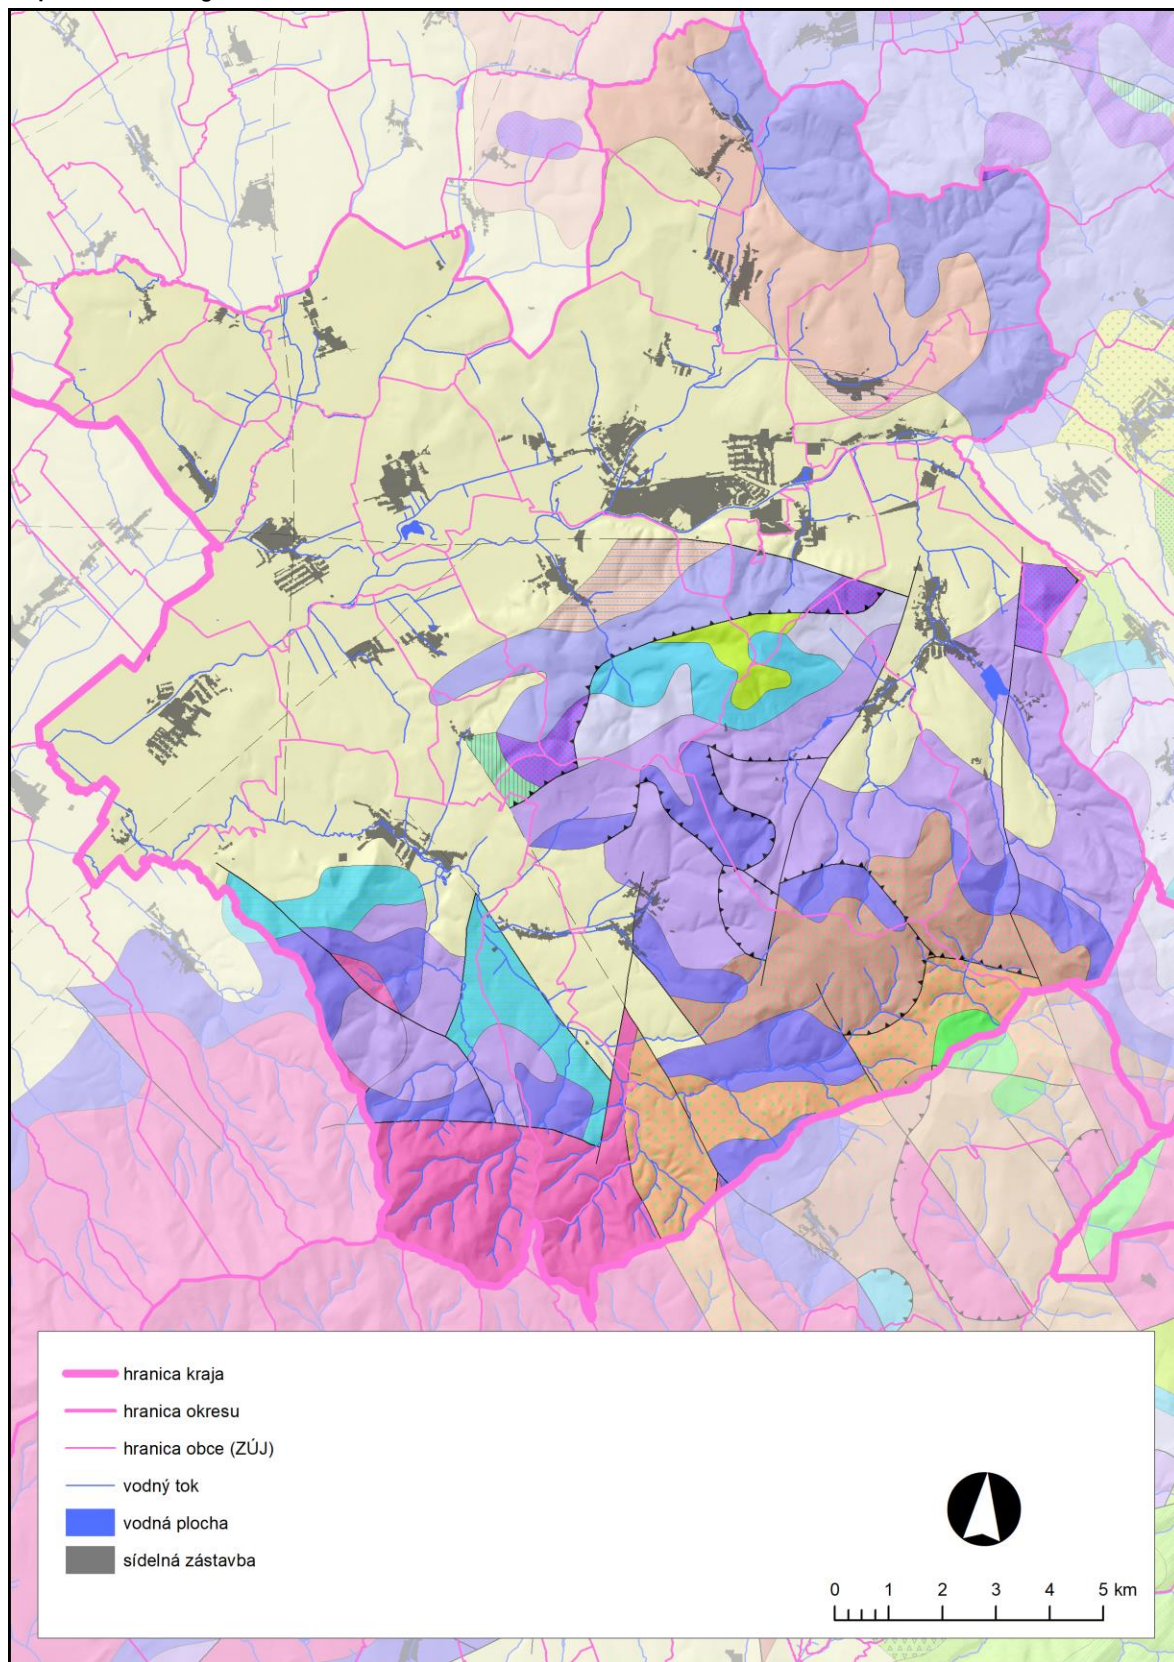 hranica kraja
hranica okresu
hranica obce (ZÚJ)
vodný tok
vodná plocha
sídelná zástavba
0 1 2 3 4 5 km